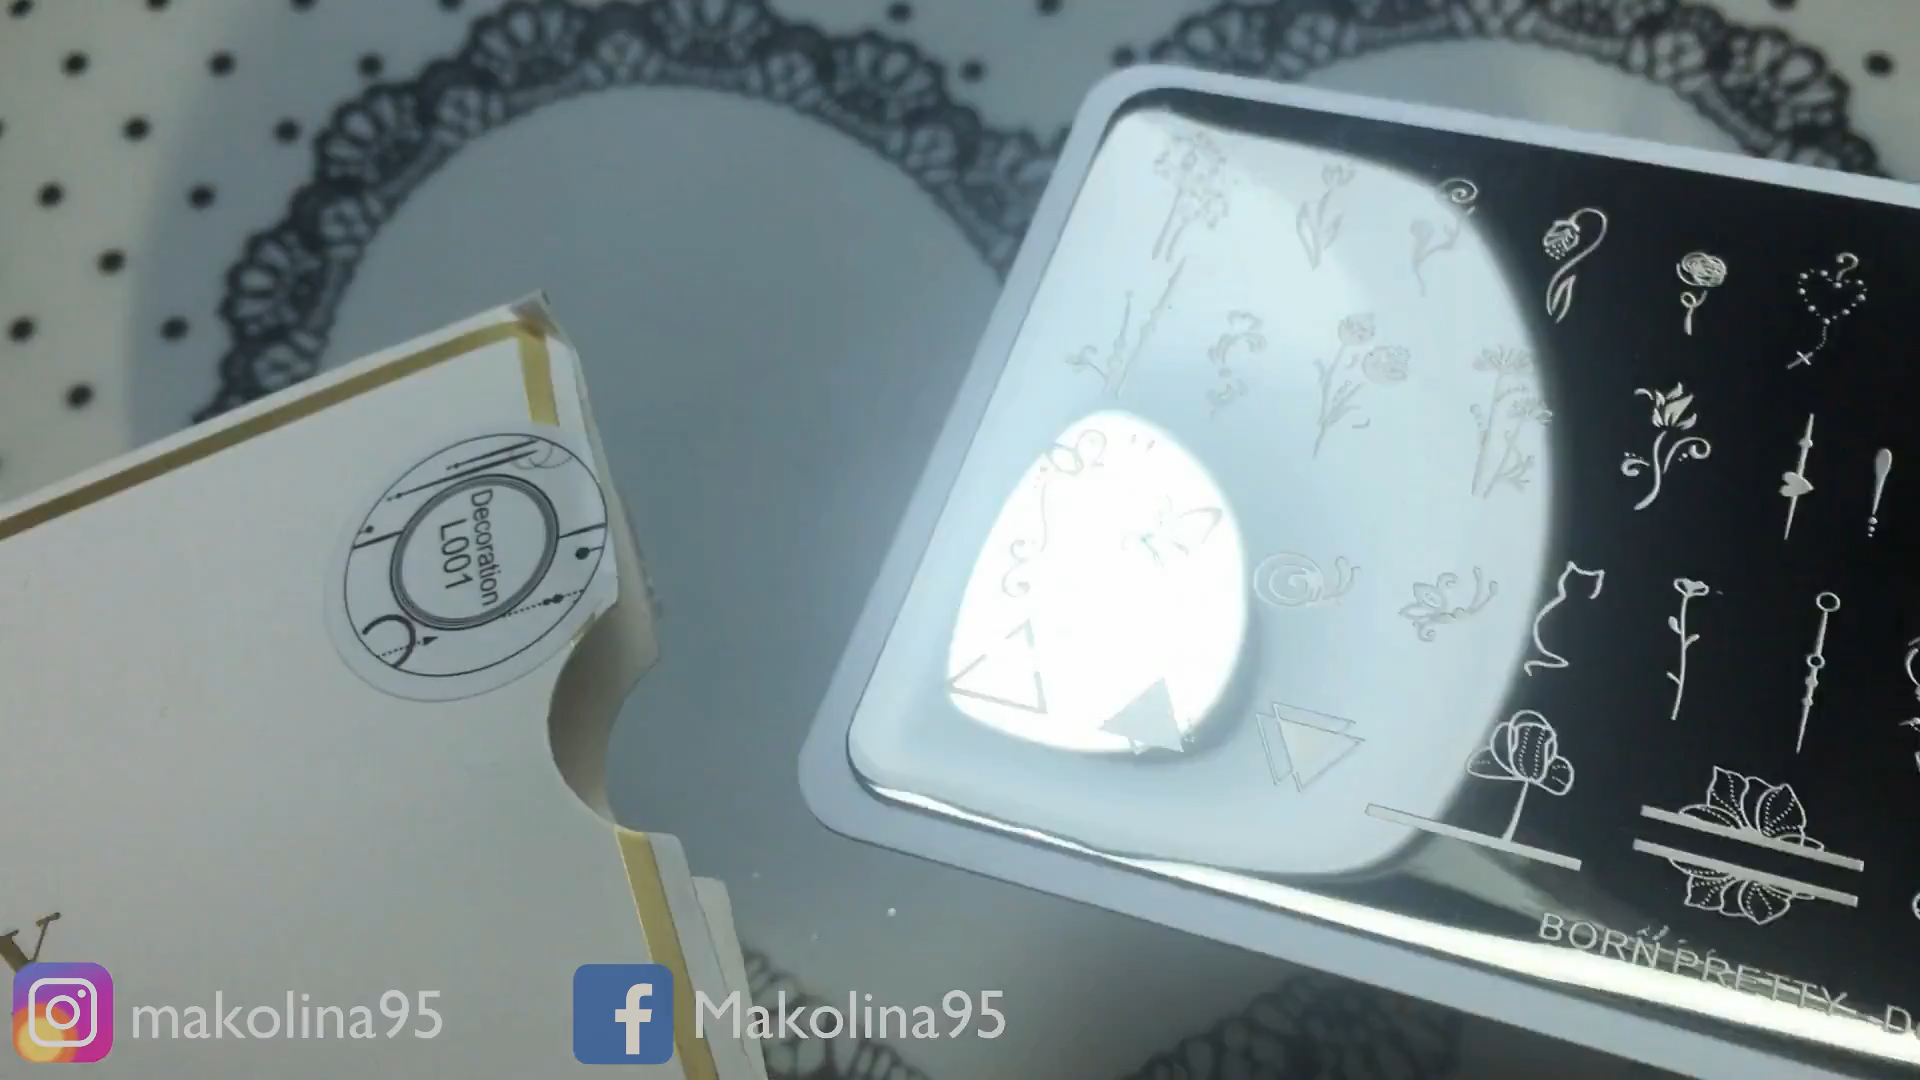 Decoration
L001
BORN PRETTY
makolina95
Makolina95